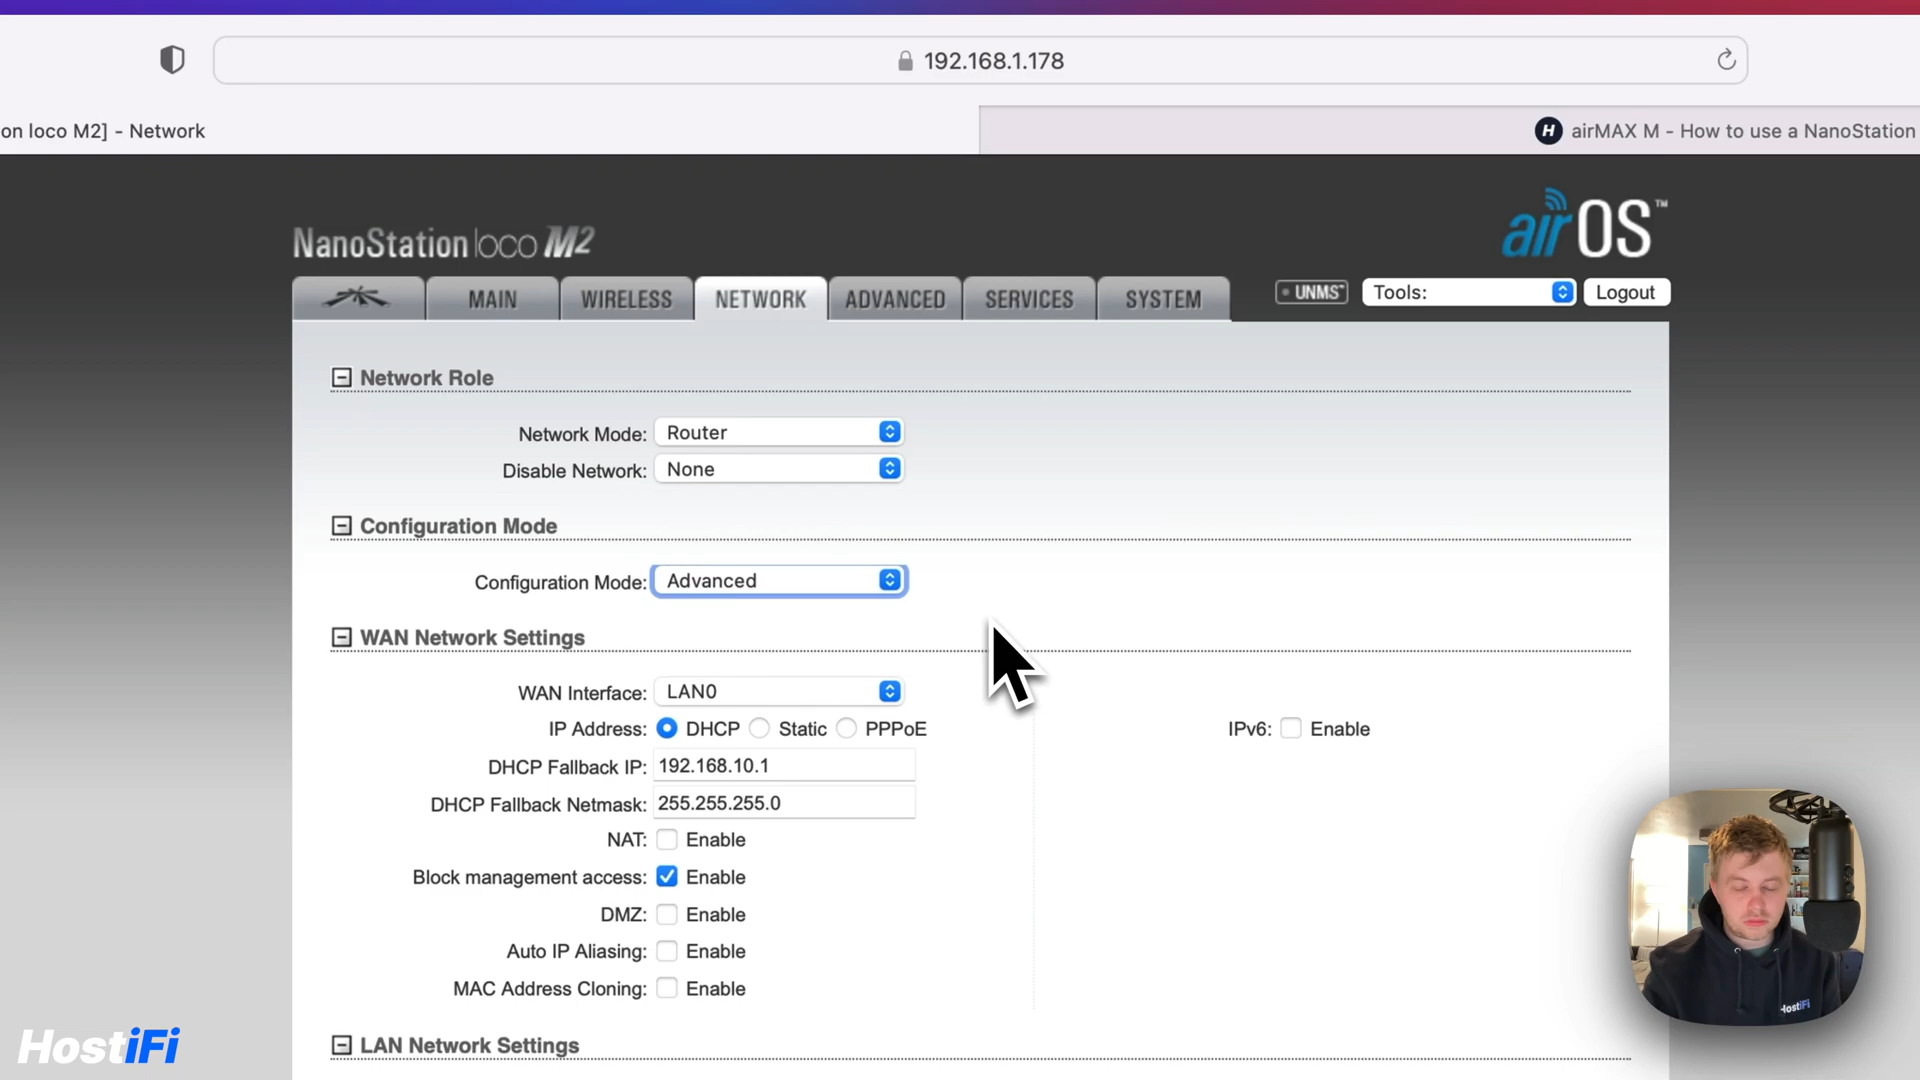 192.168.1.178
on loco M2] - Network
H airMAX M - How to use a NanoStation
NanoStation loco M2
airOS™
MAIN WIRELESS NETWORK ADVANCED SERVICES SYSTEM
UNMS™ Tools: Logout
Network Role
Network Mode: Router
Disable Network: None
Configuration Mode
Configuration Mode: Advanced
WAN Network Settings
WAN Interface: LAN0
IP Address: DHCP Static PPPoE IPv6: Enable
DHCP Fallback IP: 192.168.10.1
DHCP Fallback Netmask: 255.255.255.0
NAT: Enable
Block management access: Enable
DMZ: Enable
Auto IP Aliasing: Enable
MAC Address Cloning: Enable
HostiFi
HostiFi
LAN Network Settings